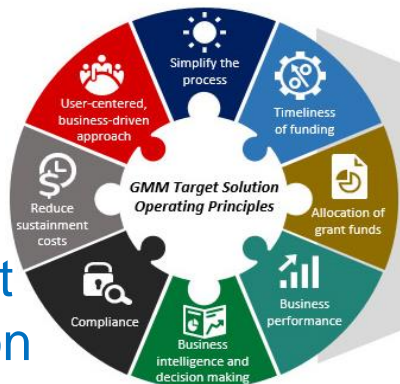 Simplify the
process
Timeliness
of funding
Allocation of
grant funds
Business
performance
Business
intelligence and
decision making
Compliance
Reduce
sustainment
costs
User-centered,
business-driven
approach
GMM Target Solution
Operating Principles
t
on